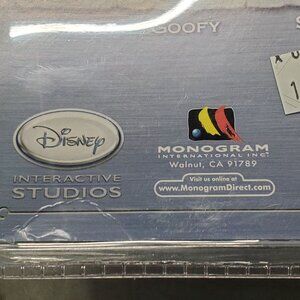 GOOFY
Disney
INTERACTIVE
STUDIOS
MONOGRAM
INTERNATIONAL INC.
Walnut, CA 91789
Visit us online at
www.MonogramDirect.com